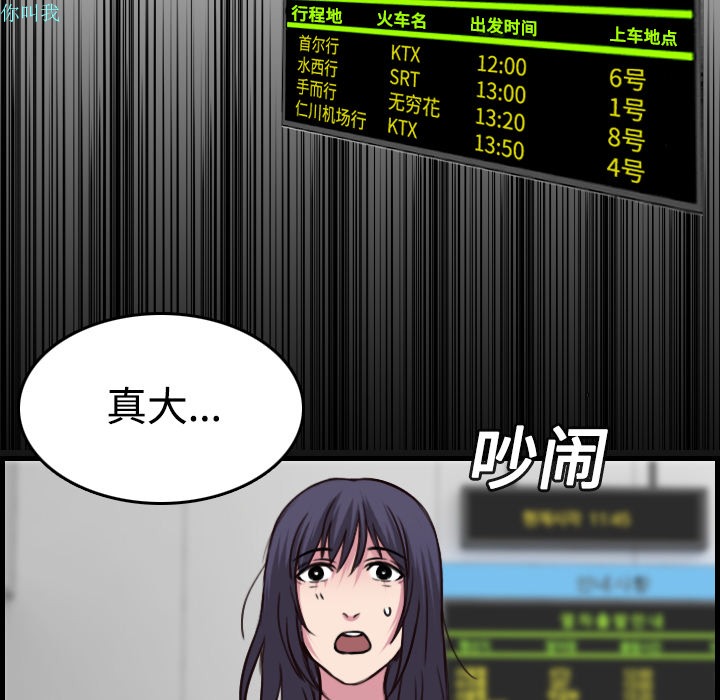 你叫我
行程地 火车名 出发时间 上车地点
首尔行 KTX 12:00 6号
水西行 SRT 13:00 1号
手而行 无穷花 13:20 8号
仁川机场行 KTX 13:50 4号
真大...
吵闹
11:45